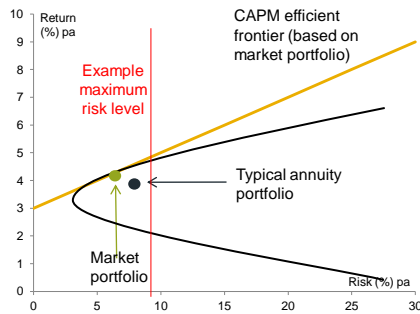 Return
(%) pa
CAPM efficient
frontier (based on
market portfolio)
Example
maximum
risk level
Typical annuity
portfolio
Market
portfolio
Risk (%) pa
10
9
8
7
6
5
4
3
2
1
0
0 5 10 15 20 25 30